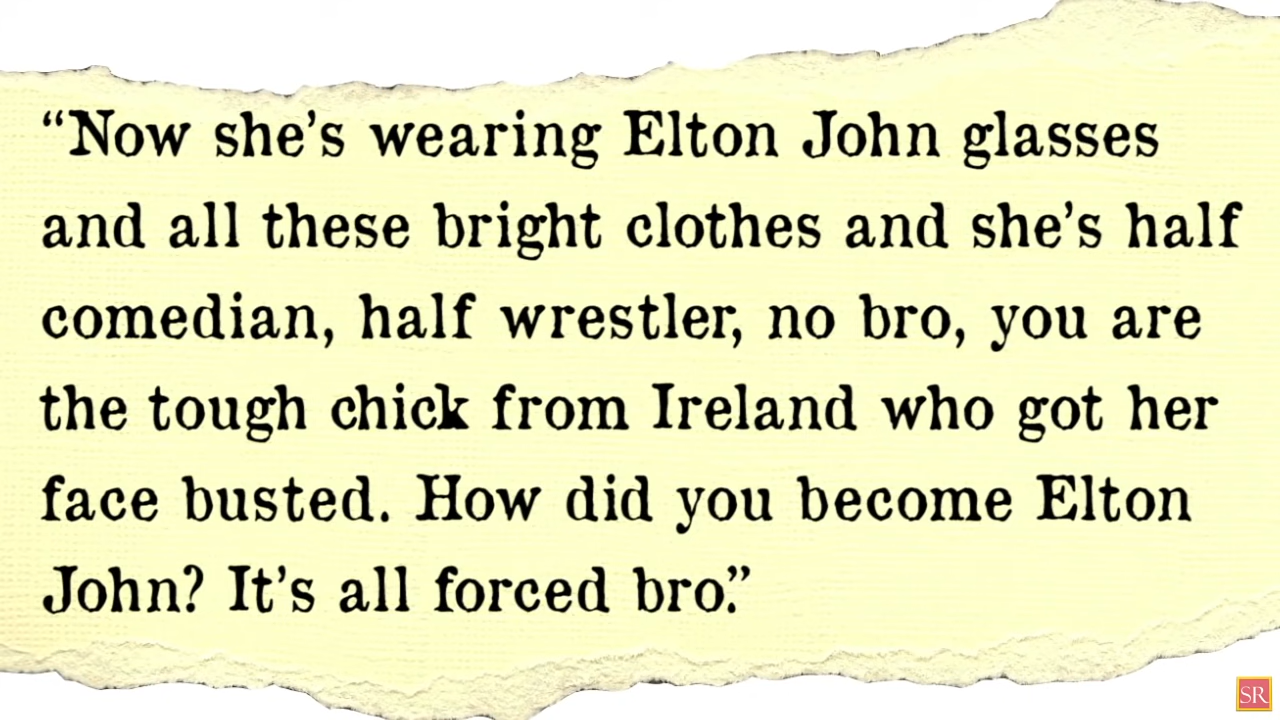 “Now she’s wearing Elton John glasses
and all these bright clothes and she’s half
comedian, half wrestler, no bro, you are
the tough chick from Ireland who got her
face busted. How did you become Elton
John? It’s all forced bro.”
SR